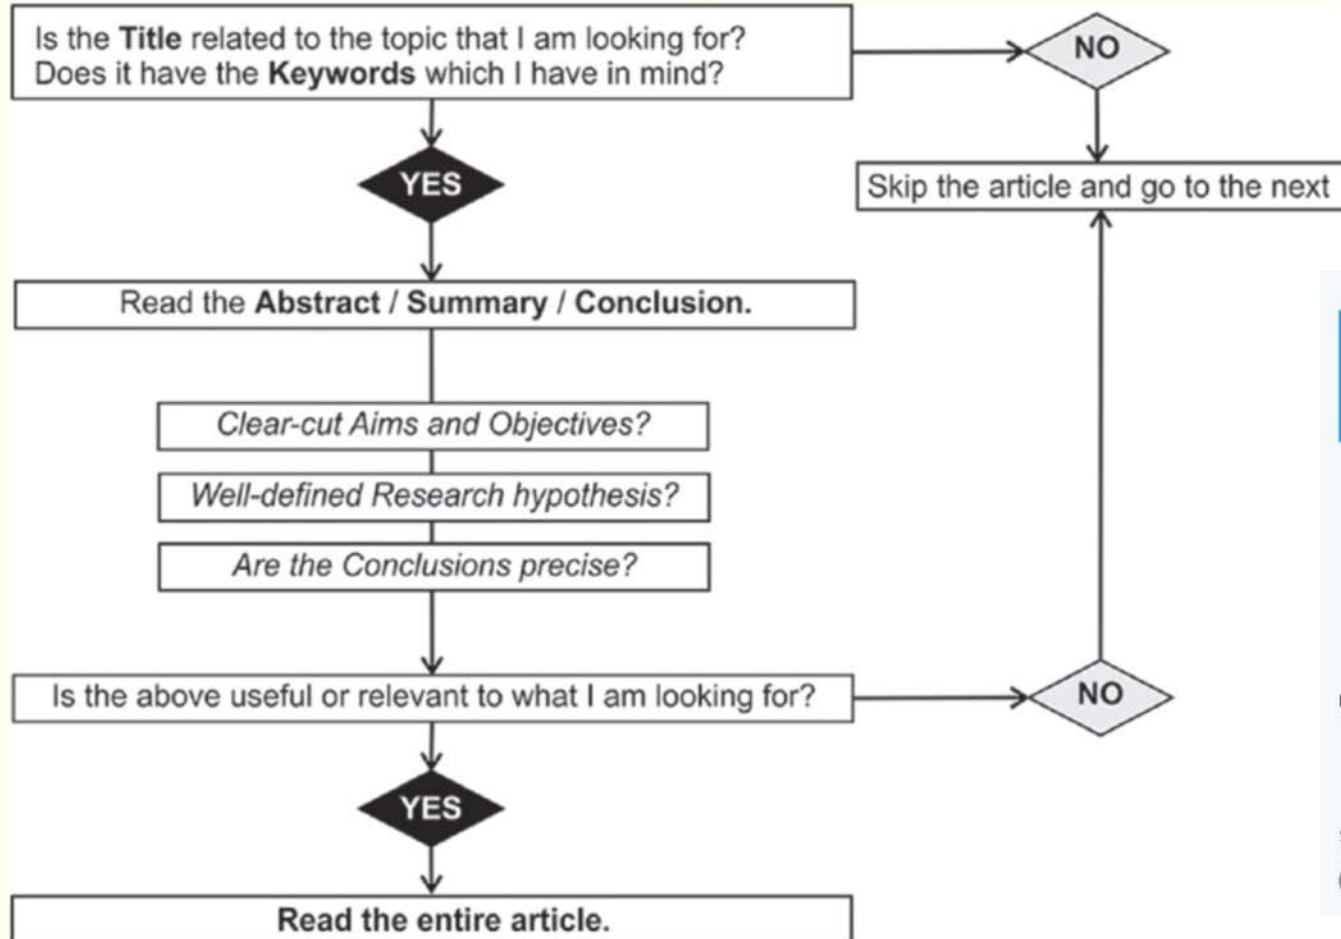 Is the Title related to the topic that I am looking for?
Does it have the Keywords which I have in mind?
NO
YES
Skip the article and go to the next
Read the Abstract / Summary / Conclusion.
Clear-cut Aims and Objectives?
Well-defined Research hypothesis?
Are the Conclusions precise?
Is the above useful or relevant to what I am looking for?
NO
YES
Read the entire article.